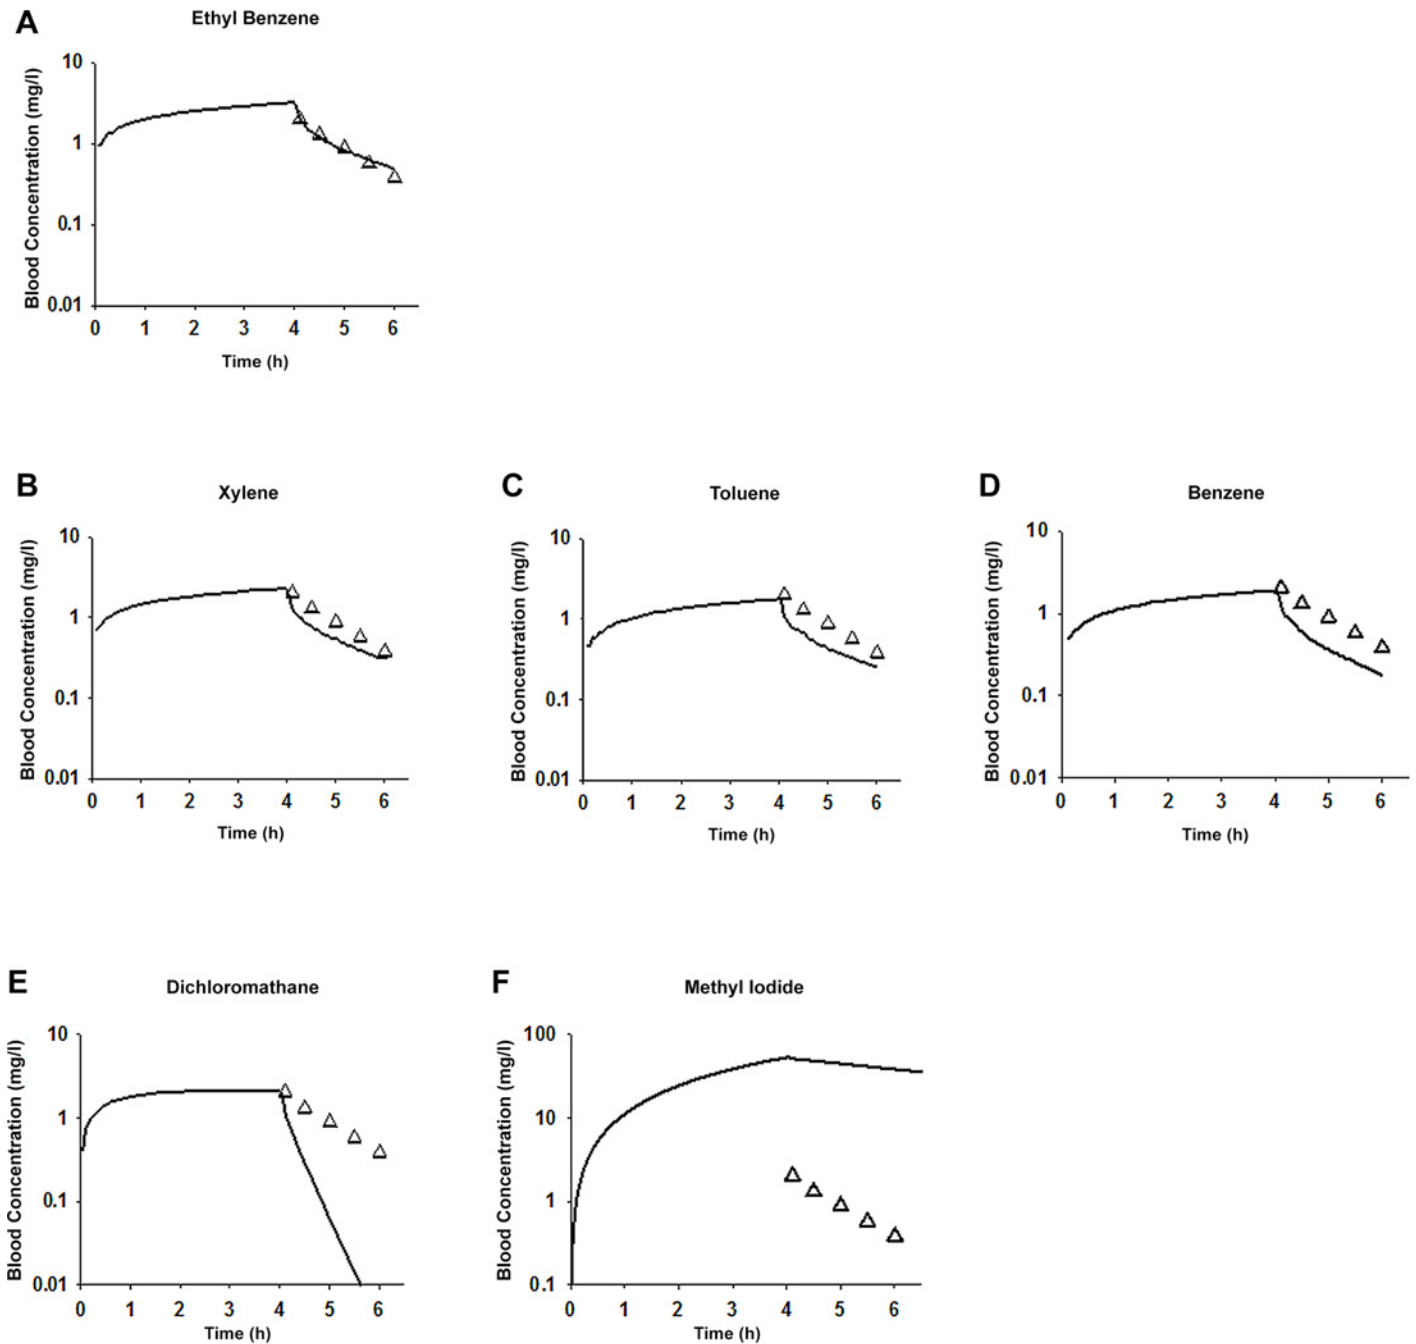 A
Ethyl Benzene
Blood Concentration (mg/l)
10
1
0.1
0.01
0 1 2 3 4 5 6
Time (h)
B
Xylene
Blood Concentration (mg/l)
10
1
0.1
0.01
0 1 2 3 4 5 6
Time (h)
C
Toluene
Blood Concentration (mg/l)
10
1
0.1
0.01
0 1 2 3 4 5 6
Time (h)
D
Benzene
Blood Concentration (mg/l)
10
1
0.1
0.01
0 1 2 3 4 5 6
Time (h)
E
Dichloromathane
Blood Concentration (mg/l)
10
1
0.1
0.01
0 1 2 3 4 5 6
Time (h)
F
Methyl Iodide
Blood Concentration (mg/l)
100
10
1
0.1
0 1 2 3 4 5 6
Time (h)